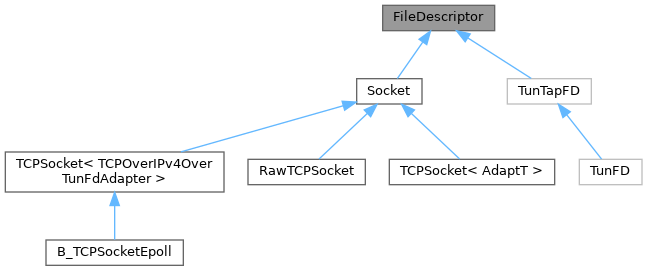 FileDescriptor
Socket
TunTapFD
TCPSocket< TCPOverIPv4Over
TunFdAdapter >
RawTCPSocket
TCPSocket< AdaptT >
TunFD
B_TCPSocketEpoll